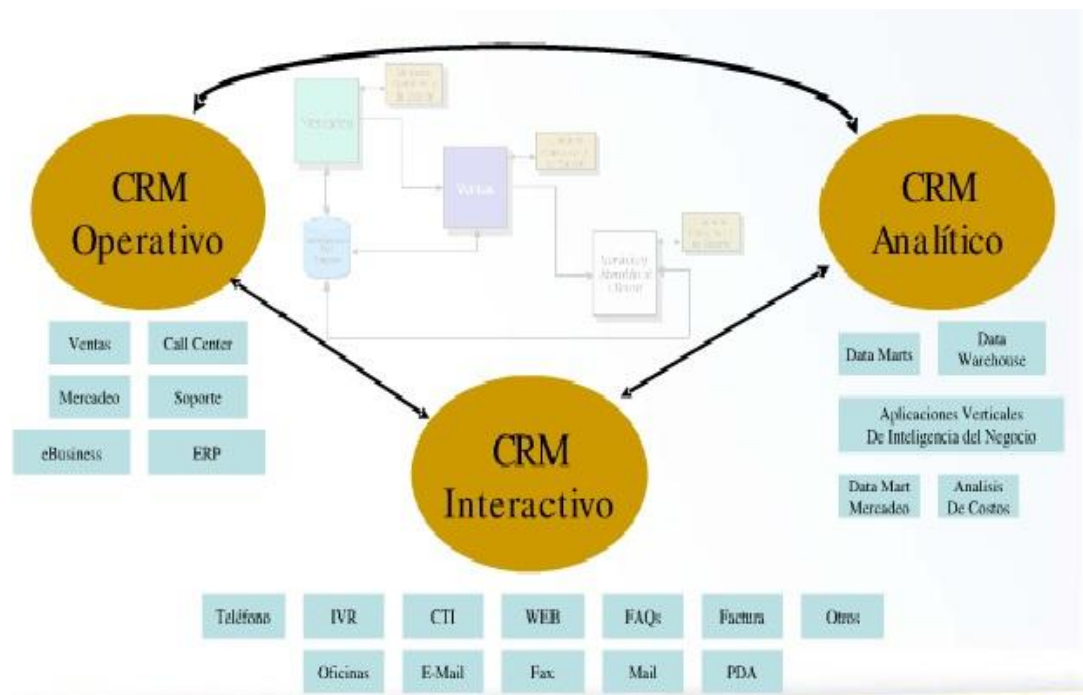 CRM
Operativo
CRM
Analítico
Ventas
Ventas
Call Center
Mercadeo
Soporte
eBusiness
ERP
CRM
Interactivo
Data Marts
Data
Warehouse
Aplicaciones Verticales
De Inteligencia del Negocio
Data Mart
Mercadeo
Analisis
De Costos
Teléfono
IVR
CTI
WEB
FAQs
Factura
Otros
Oficinas
E-Mail
Fax
Mail
PDA